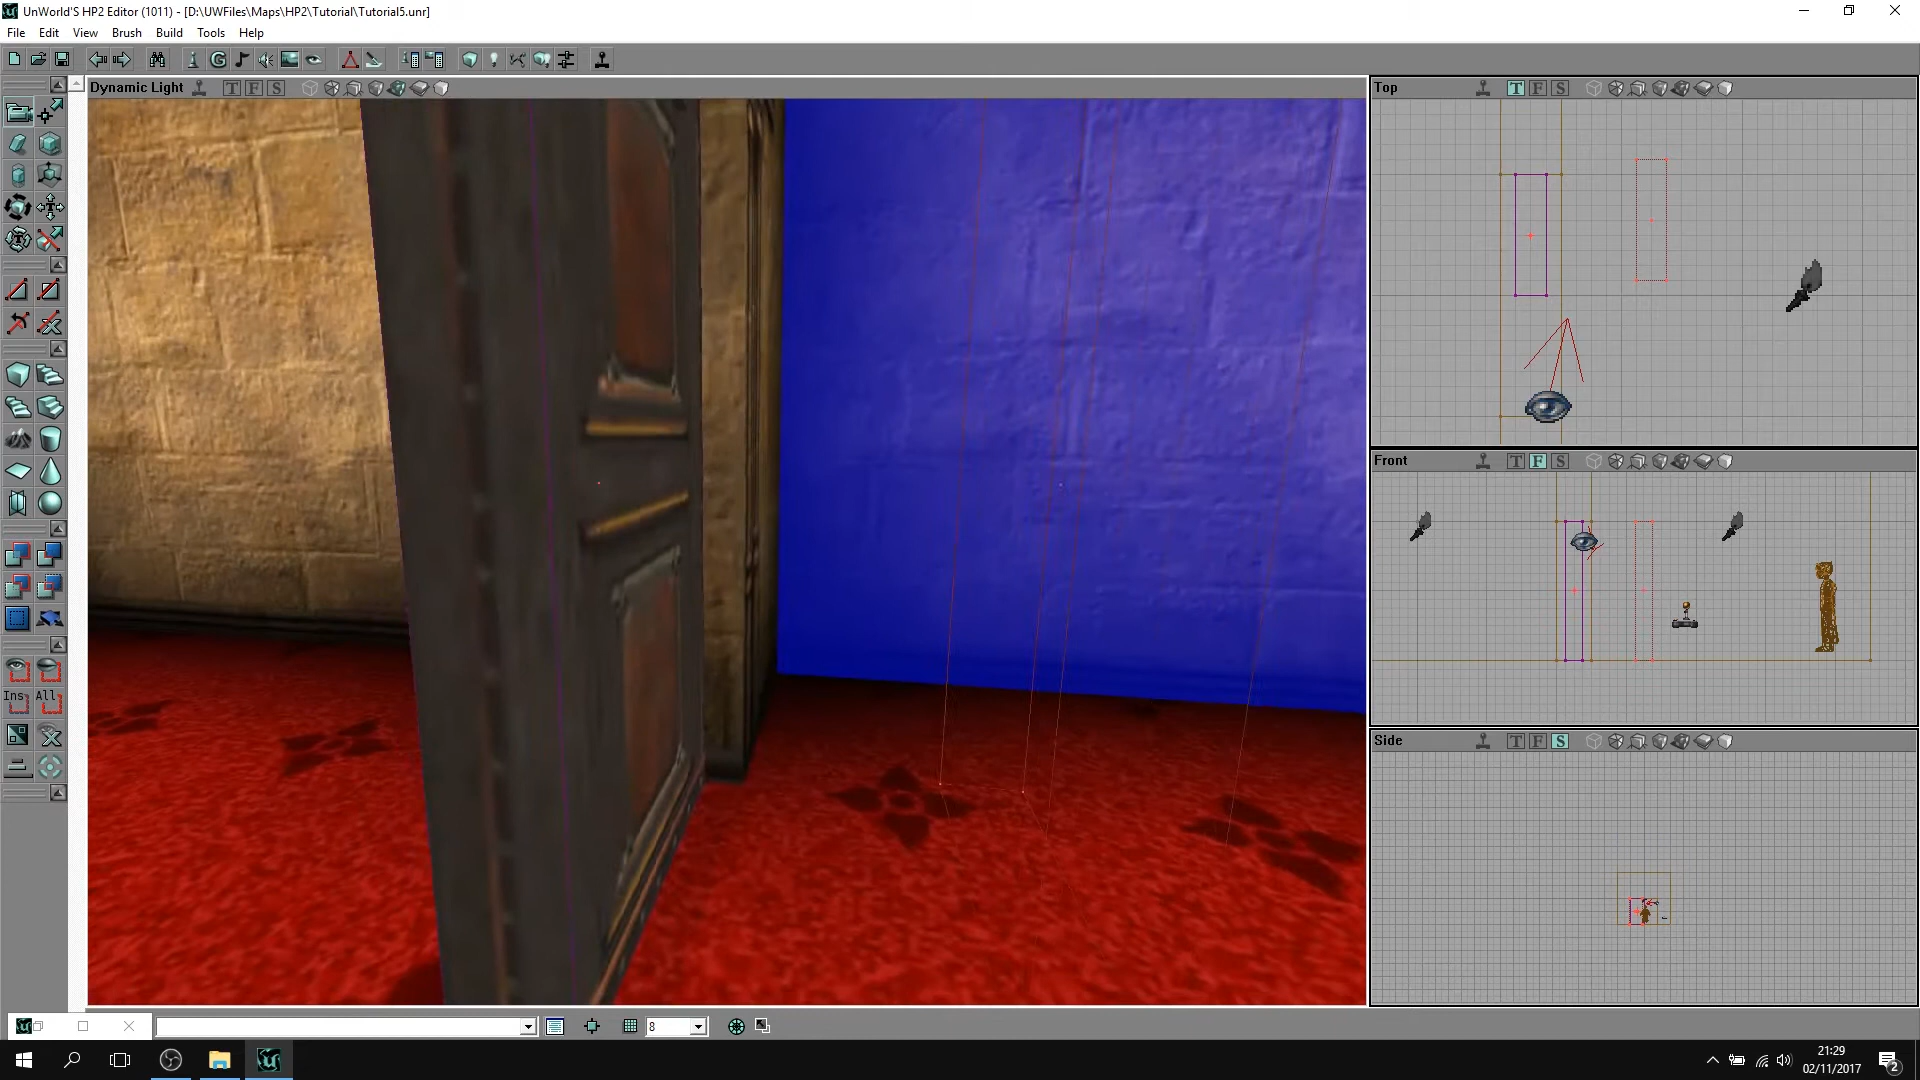 UnWorld'S HP2 Editor (1011) - [D:\UWFiles\Maps\HP2\Tutorial\Tutorial5.unr]
File Edit View Brush Build Tools Help
Dynamic Light T F S
Top T F S
Front T F S
Side T F S
Ins All
8
21:29
02/11/2017
2